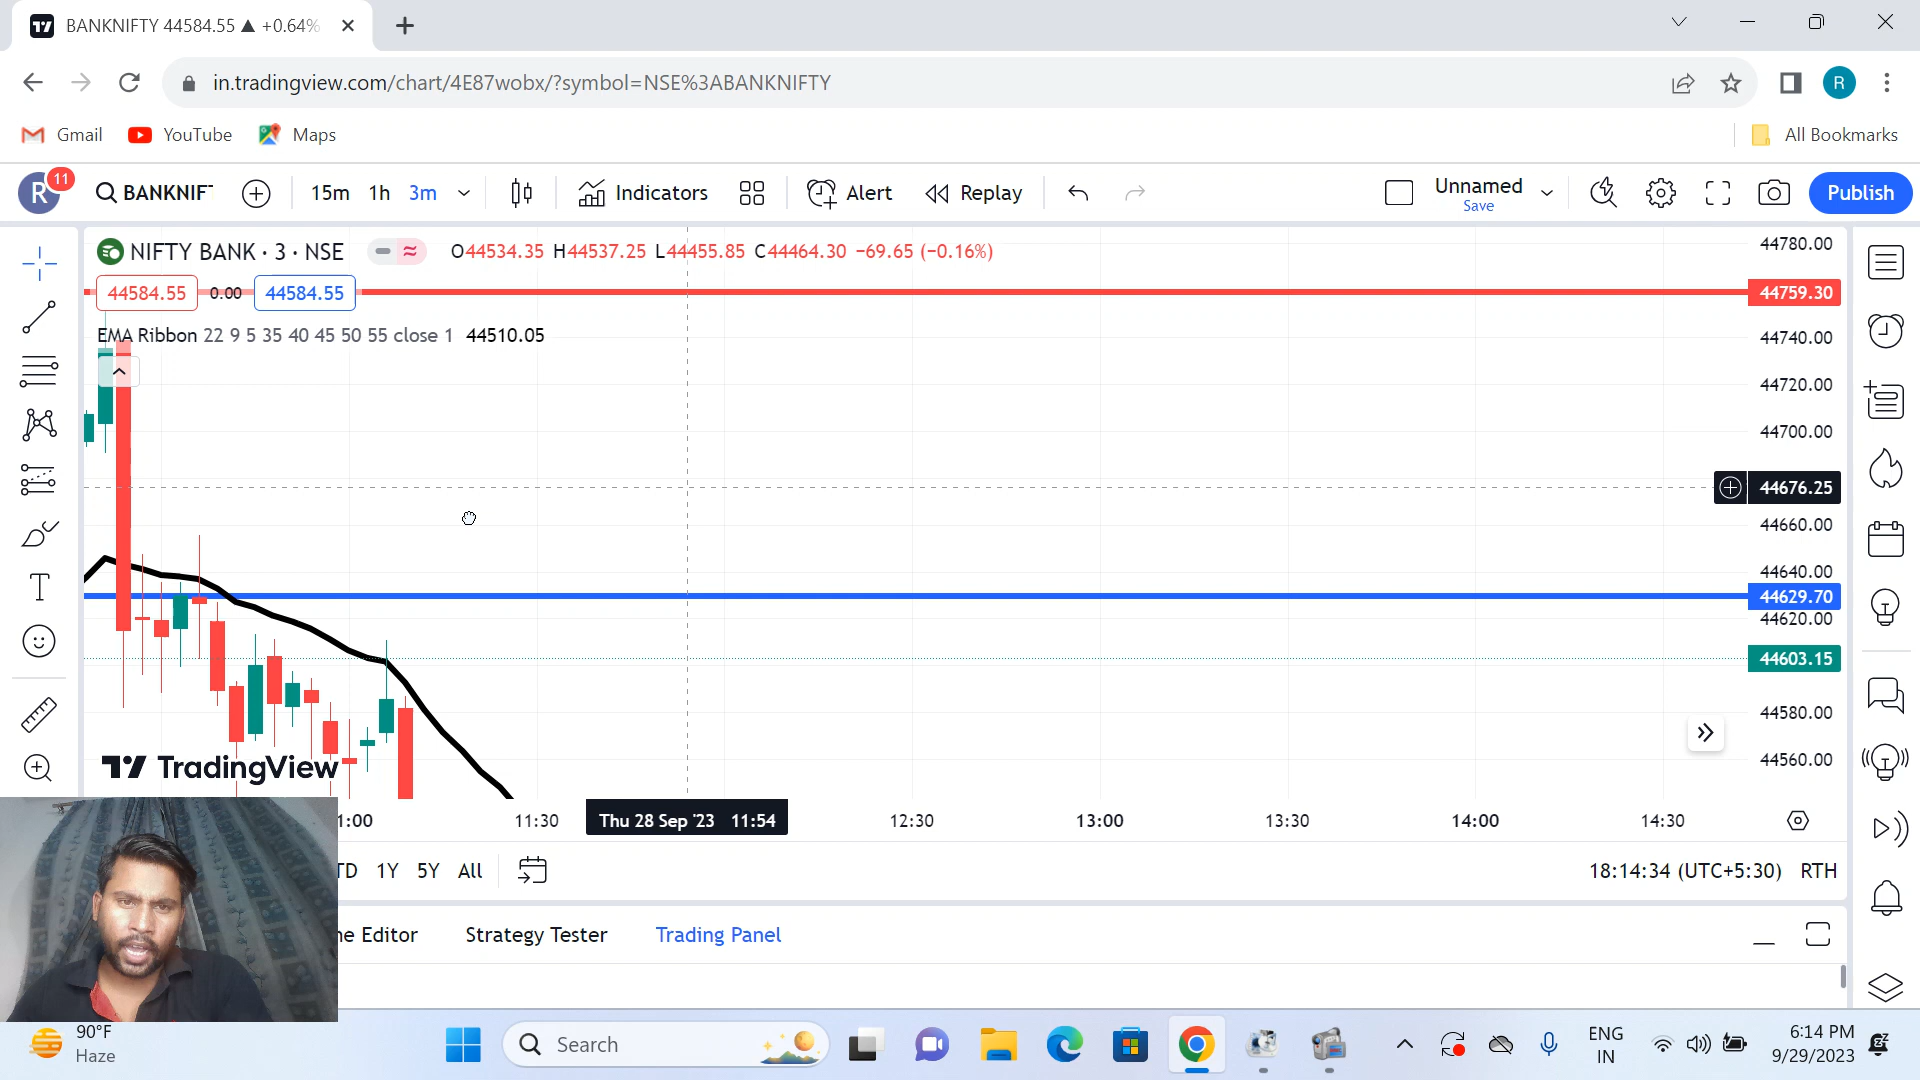 BANKNIFTY 44584.55 ▲ +0.64%
in.tradingview.com/chart/4E87wobx/?symbol=NSE%3ABANKNIFTY
R
Gmail YouTube Maps All Bookmarks
R 11 BANKNIF 15m 1h 3m Indicators Alert Replay Unnamed Save Publish
NIFTY BANK · 3 · NSE O44534.35 H44537.25 L44455.85 C44464.30 −69.65 (−0.16%)
44584.55 0.00 44584.55
EMA Ribbon 22 9 5 35 40 45 50 55 close 1 44510.05
44780.00
44759.30
44740.00
44720.00
44700.00
44676.25
44660.00
44640.00
44629.70
44620.00
44603.15
44580.00
44560.00
TradingView
1:00 11:30 Thu 28 Sep '23 11:54 12:30 13:00 13:30 14:00 14:30
TD 1Y 5Y All 18:14:34 (UTC+5:30) RTH
ne Editor Strategy Tester Trading Panel
90°F
Haze
Search
ENG
IN
6:14 PM
9/29/2023